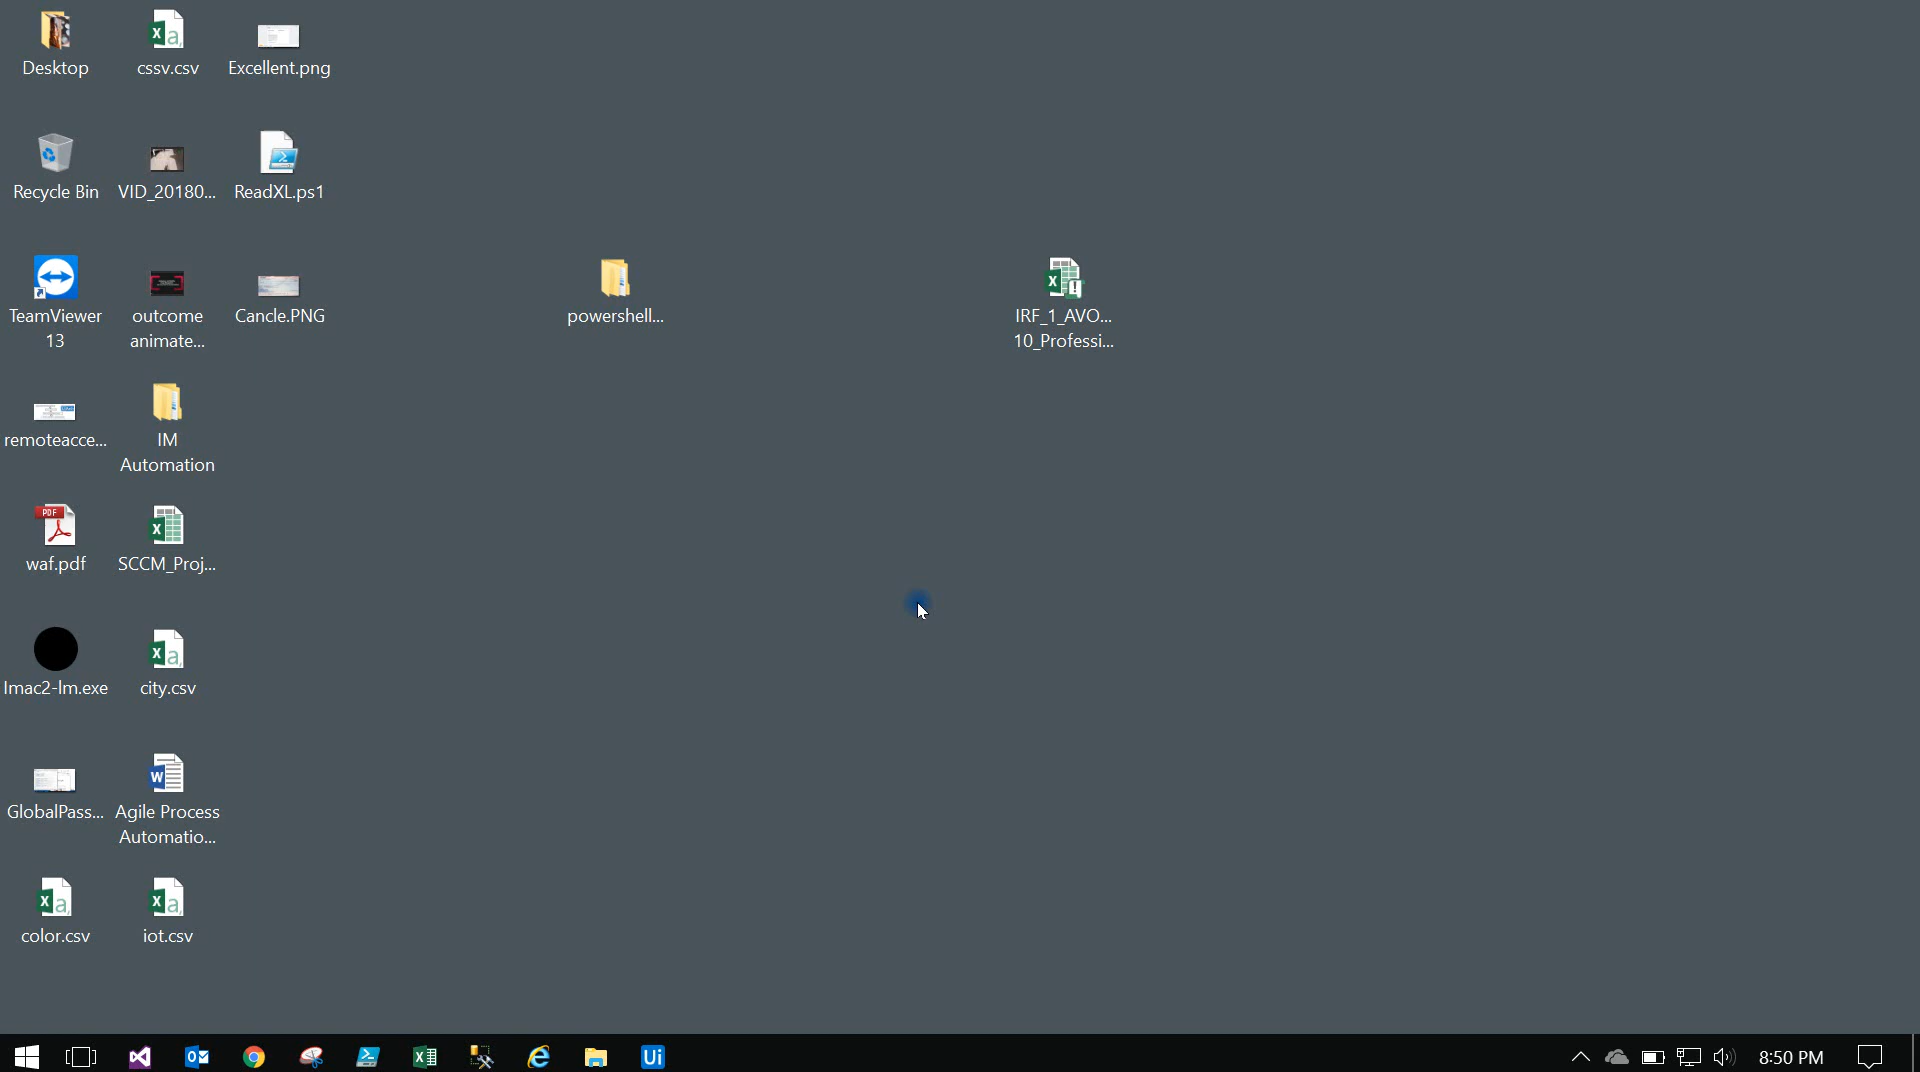 Desktop
cssv.csv
Excellent.png
Recycle Bin
VID_20180...
ReadXL.ps1
TeamViewer
13
outcome
animate...
Cancle.PNG
powershell...
IRF_1_AVO...
10_Professi...
remoteacce...
IM
Automation
waf.pdf
SCCM_Proj...
lmac2-lm.exe
city.csv
GlobalPass...
Agile Process
Automatio...
color.csv
iot.csv
8:50 PM